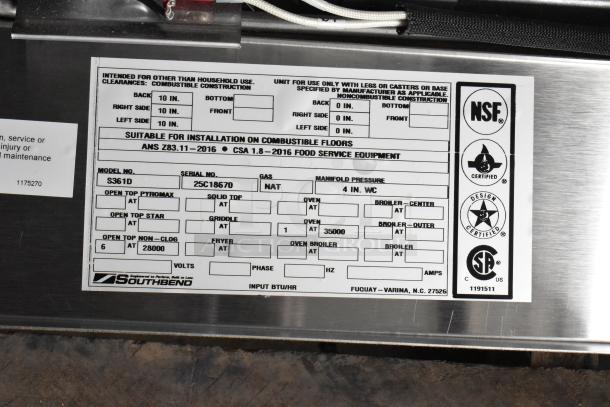 INTENDED FOR OTHER THAN HOUSEHOLD USE.
CLEARANCES: COMBUSTIBLE CONSTRUCTION
UNIT FOR USE ONLY WITH LEGS OR CASTERS OR BASE
SPECIFIED BY MANUFACTURER AS APPLICABLE.
NONCOMBUSTIBLE CONSTRUCTION
BACK 10 IN. BOTTOM
RIGHT SIDE 10 IN. FRONT
LEFT SIDE 10 IN.
BACK 0 IN. BOTTOM
RIGHT SIDE 0 IN. FRONT
LEFT SIDE 0 IN.
SUITABLE FOR INSTALLATION ON COMBUSTIBLE FLOORS
ANS Z83.11-2016 ● CSA 1.8-2016 FOOD SERVICE EQUIPMENT
MODEL NO. SERIAL NO. GAS MANIFOLD PRESSURE
S361D 25C18670 NAT 4 IN. WC
OPEN TOP PYROMAX SOLID TOP OVEN BROILER-CENTER
AT AT AT AT
OPEN TOP STAR GRIDDLE OVEN BROILER-OUTER
AT AT 1 AT 35000 AT
OPEN TOP NON-CLOG FRYER OVEN BROILER BROILER
6 AT 28000 AT AT AT
VOLTS PHASE HZ AMPS
Engineered to Perform, Built to Last.
SOUTHBEND
INPUT BTU/HR
FUQUAY-VARINA, N.C. 27526
NSF
CERTIFIED
DESIGN
CERTIFIED
C US
1191511
n, service or
injury or
maintenance
1175270